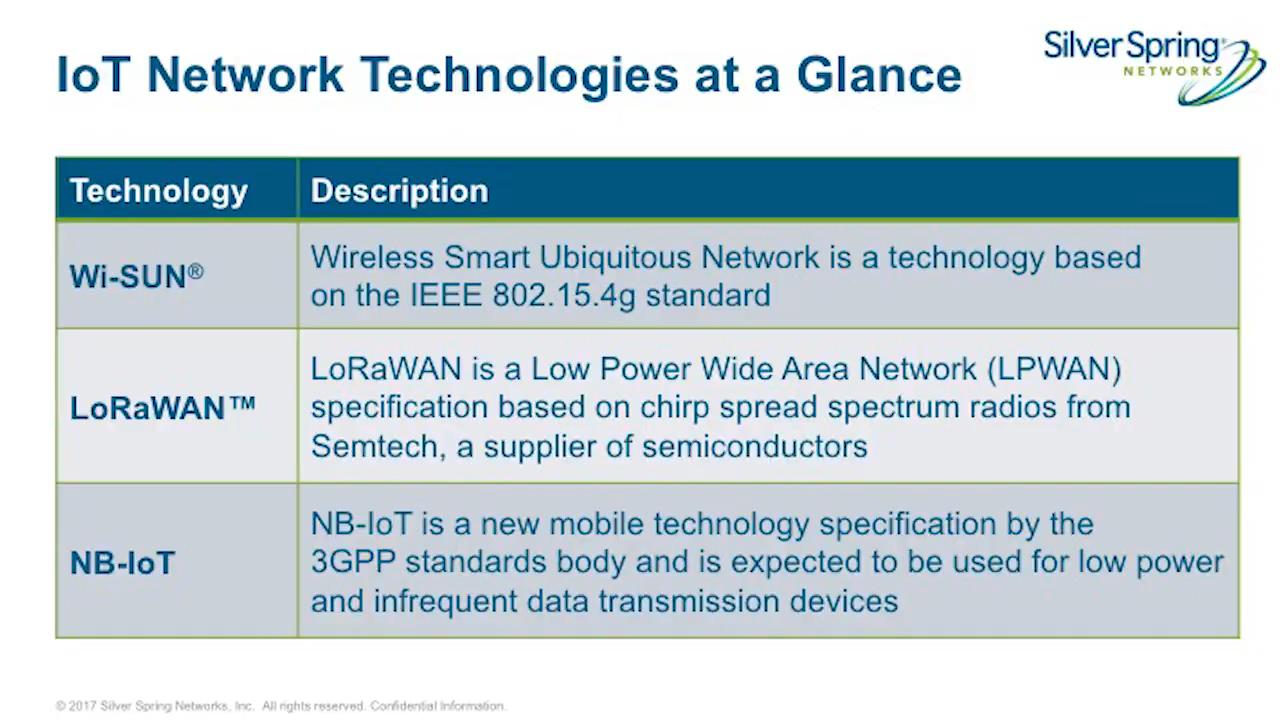 IoT Network Technologies at a Glance
Silver Spring®
NETWORKS
Technology
Description
Wi-SUN®
Wireless Smart Ubiquitous Network is a technology based
on the IEEE 802.15.4g standard
LoRaWAN™
LoRaWAN is a Low Power Wide Area Network (LPWAN)
specification based on chirp spread spectrum radios from
Semtech, a supplier of semiconductors
NB-IoT
NB-IoT is a new mobile technology specification by the
3GPP standards body and is expected to be used for low power
and infrequent data transmission devices
© 2017 Silver Spring Networks, Inc. All rights reserved. Confidential Information.